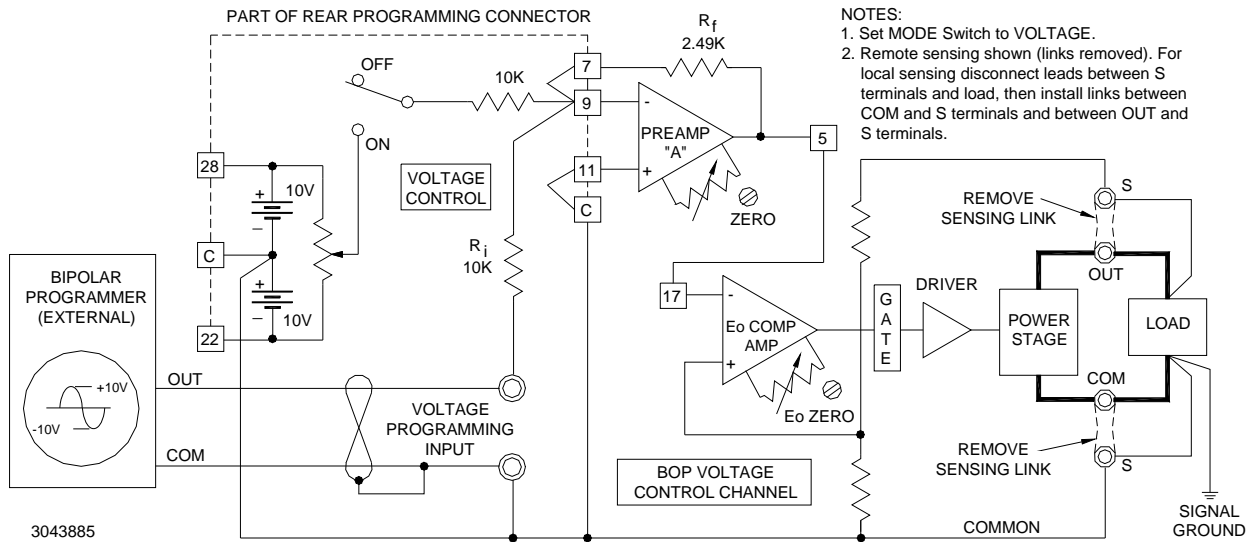 PART OF REAR PROGRAMMING CONNECTOR
NOTES:
1. Set MODE Switch to VOLTAGE.
2. Remote sensing shown (links removed). For
local sensing disconnect leads between S
terminals and load, then install links between
COM and S terminals and between OUT and
S terminals.
OFF
ON
10K
7
9
11
C
Rf
2.49K
-
+
PREAMP
"A"
ZERO
5
28
C
22
+
10V
–
+
10V
–
VOLTAGE
CONTROL
Ri
10K
BIPOLAR
PROGRAMMER
(EXTERNAL)
+10V
-10V
OUT
COM
VOLTAGE
PROGRAMMING
INPUT
17
-
+
Eo COMP
AMP
Eo ZERO
GATE
DRIVER
POWER
STAGE
REMOVE
SENSING LINK
S
OUT
LOAD
COM
REMOVE
SENSING LINK
S
BOP VOLTAGE
CONTROL CHANNEL
COMMON
SIGNAL
GROUND
3043885